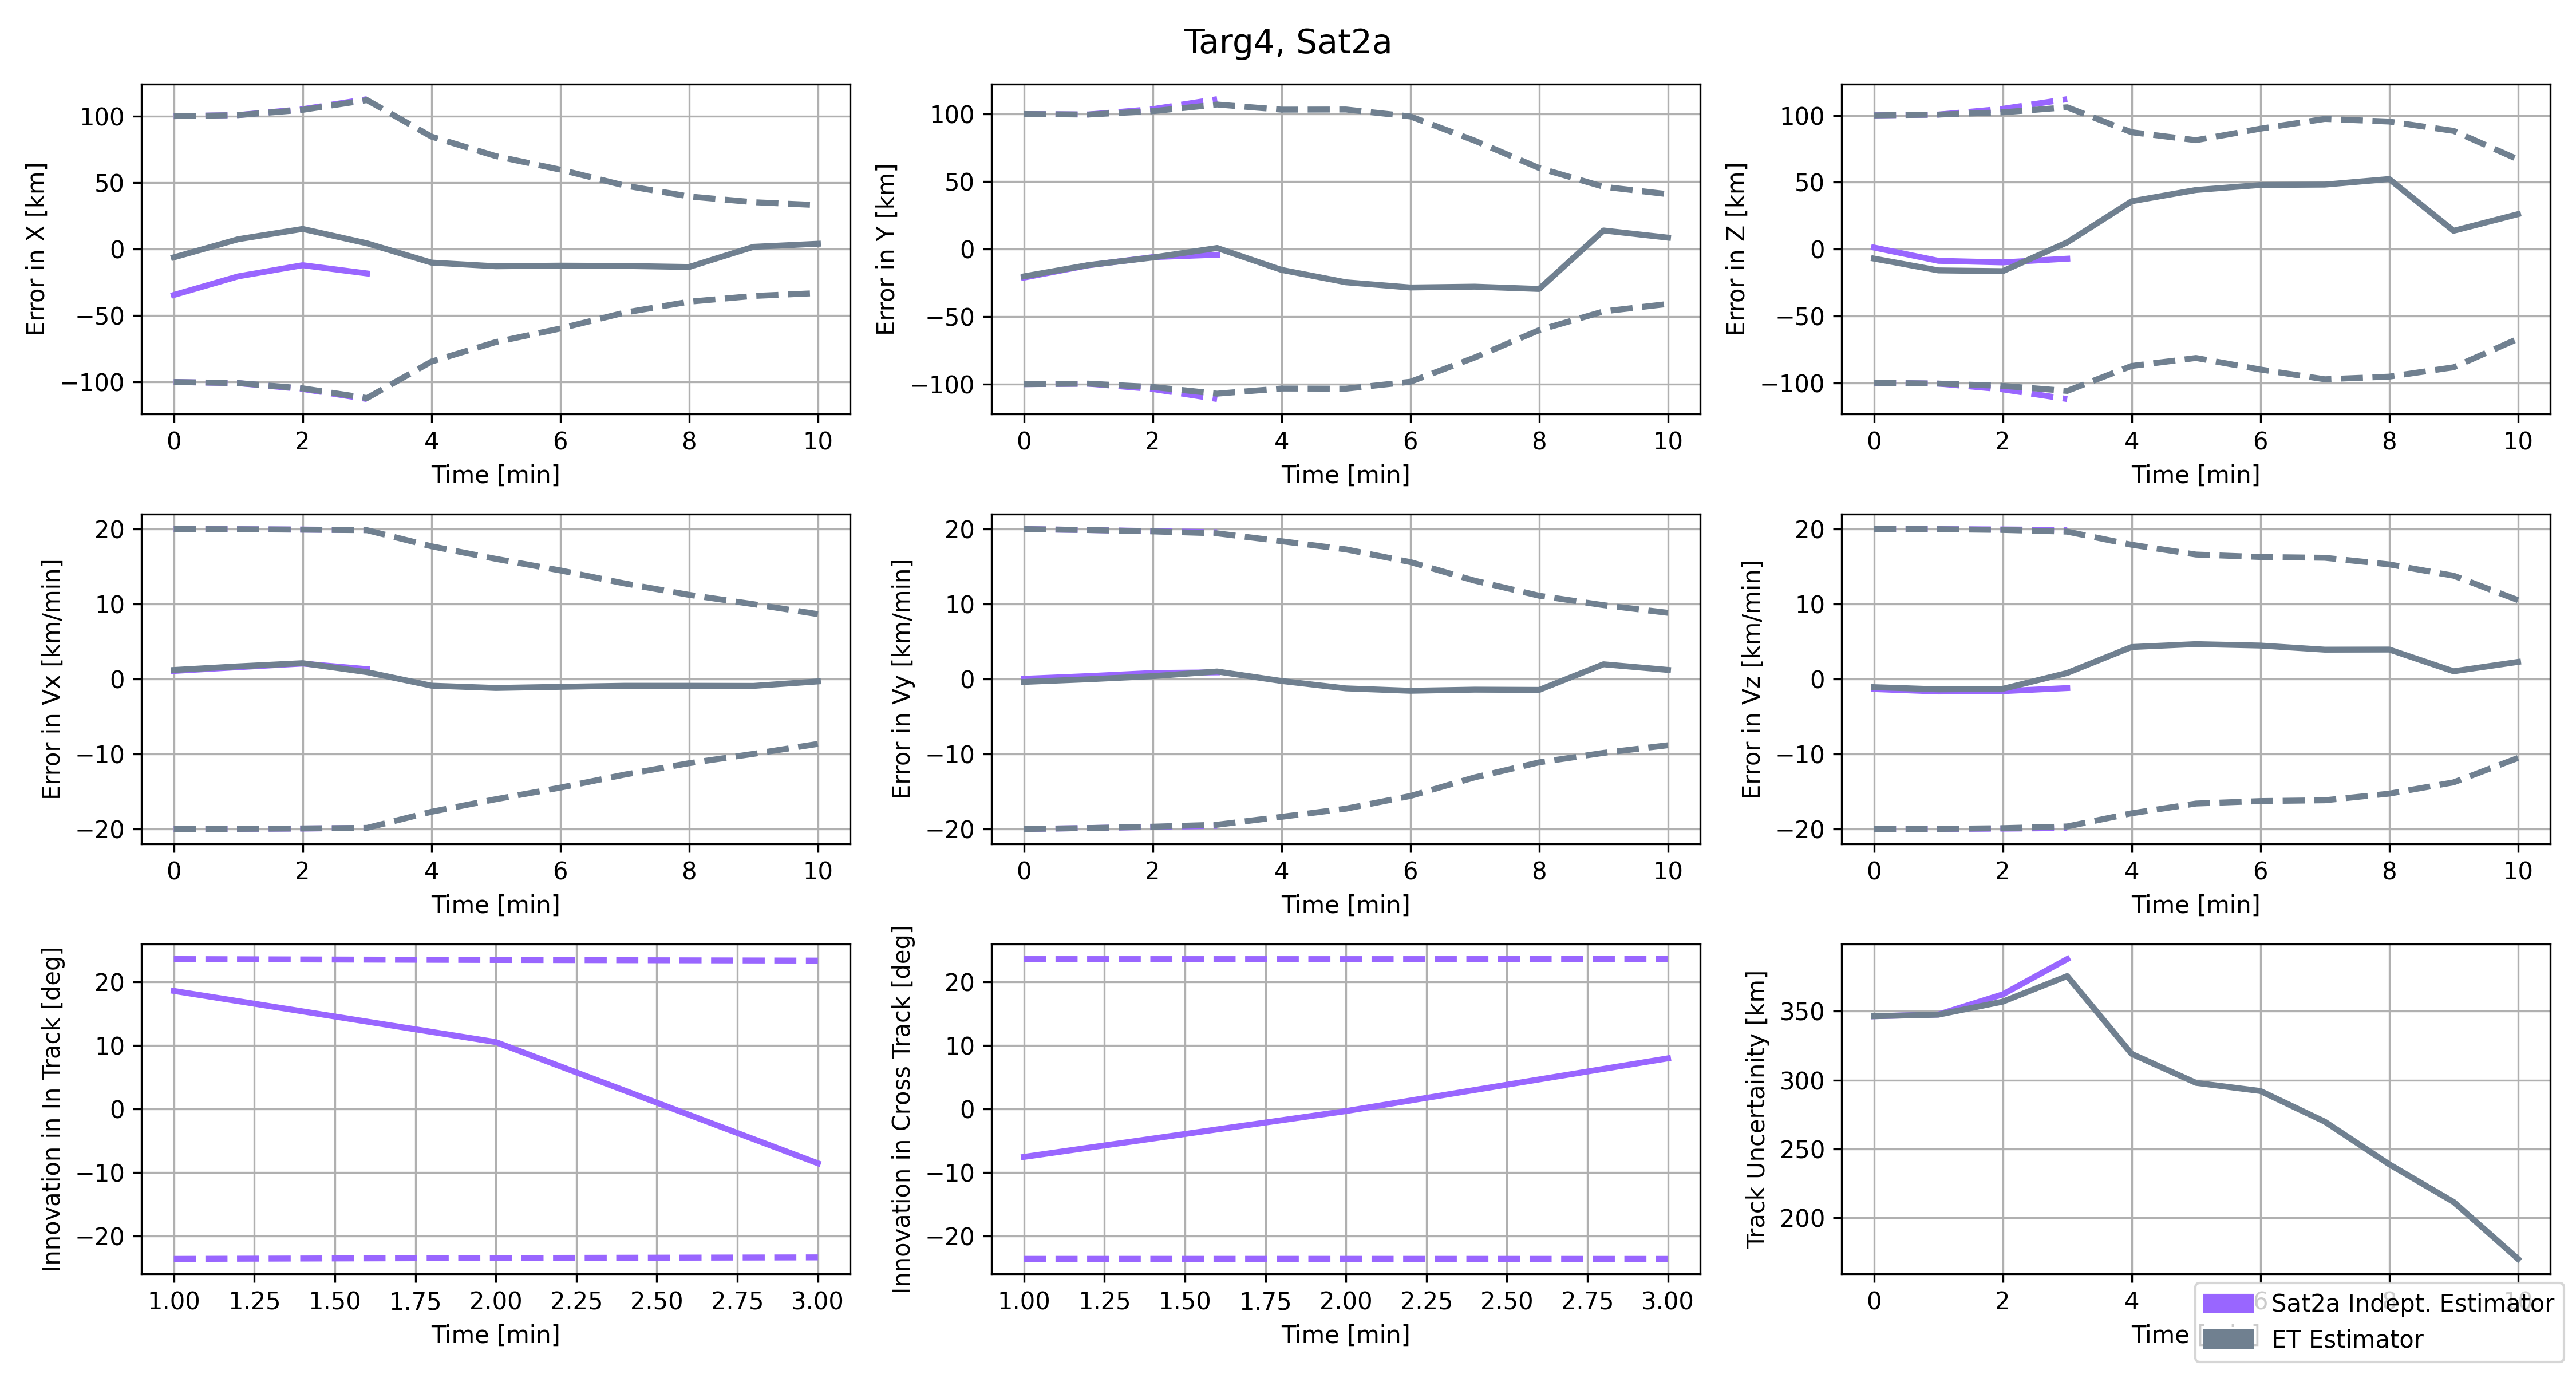 Targ4, Sat2a
Error in X [km]
100
50
0
−50
−100
0 2 4 6 8 10
Time [min]
Error in Y [km]
100
50
0
−50
−100
0 2 4 6 8 10
Time [min]
Error in Z [km]
100
50
0
−50
−100
0 2 4 6 8 10
Time [min]
Error in Vx [km/min]
20
10
0
−10
−20
0 2 4 6 8 10
Time [min]
Error in Vy [km/min]
20
10
0
−10
−20
0 2 4 6 8 10
Time [min]
Error in Vz [km/min]
20
10
0
−10
−20
0 2 4 6 8 10
Time [min]
Innovation in In Track [deg]
20
10
0
−10
−20
1.00 1.25 1.50 1.75 2.00 2.25 2.50 2.75 3.00
Time [min]
Innovation in Cross Track [deg]
20
10
0
−10
−20
1.00 1.25 1.50 1.75 2.00 2.25 2.50 2.75 3.00
Time [min]
Track Uncertainity [km]
350
300
250
200
0 2 4 6 8 10
Time [min]
Sat2a Indept. Estimator
ET Estimator